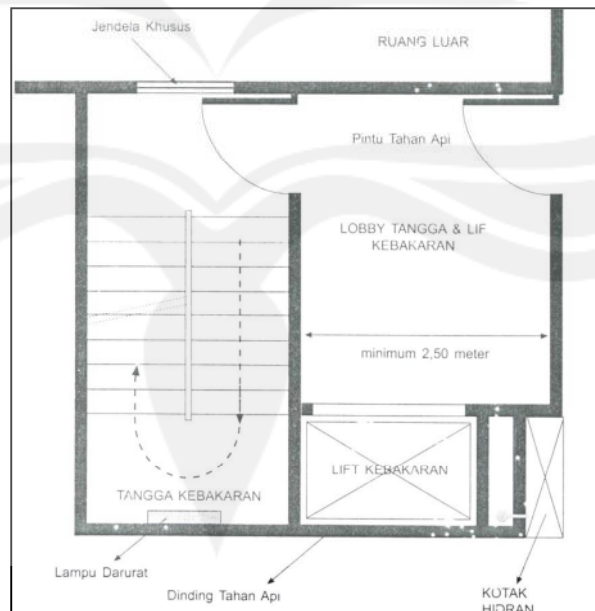 Jendela Khusus
RUANG LUAR
Pintu Tahan Api
LOBBY TANGGA & LIF
KEBAKARAN
minimum 2,50 meter
LIFT KEBAKARAN
TANGGA KEBAKARAN
Lampu Darurat
Dinding Tahan Api
KOTAK
HIDRAN